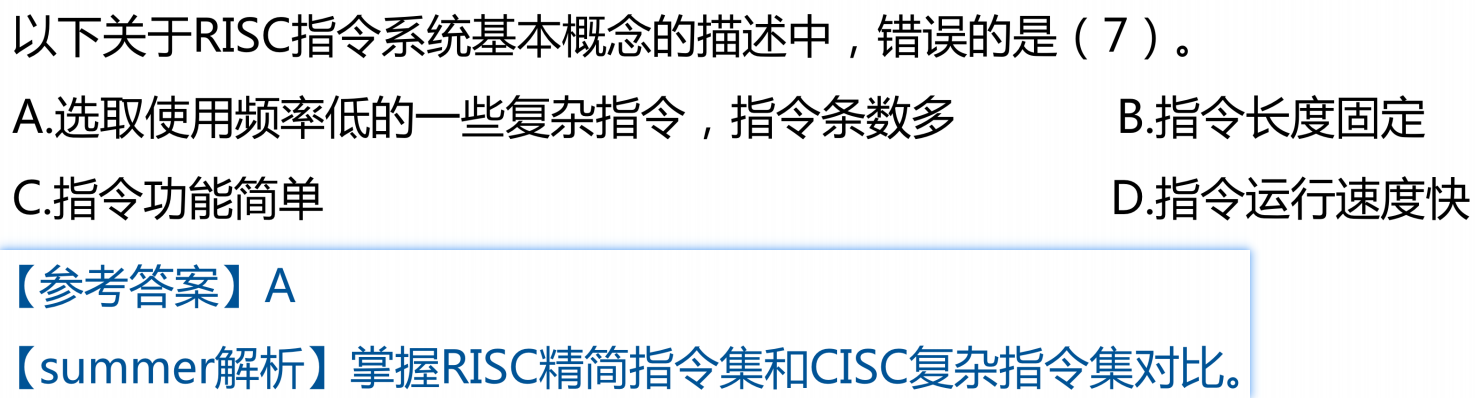 以下关于RISC指令系统基本概念的描述中，错误的是（7）。
A.选取使用频率低的一些复杂指令，指令条数多 B.指令长度固定
C.指令功能简单 D.指令运行速度快
【参考答案】A
【summer解析】掌握RISC精简指令集和CISC复杂指令集对比。